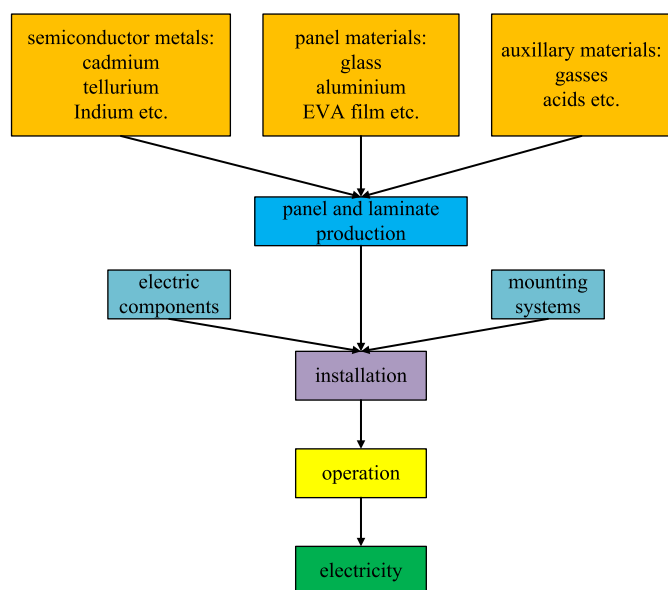 semiconductor metals:
cadmium
tellurium
Indium etc.
panel materials:
glass
aluminium
EVA film etc.
auxillary materials:
gasses
acids etc.
panel and laminate
production
electric
components
mounting
systems
installation
operation
electricity